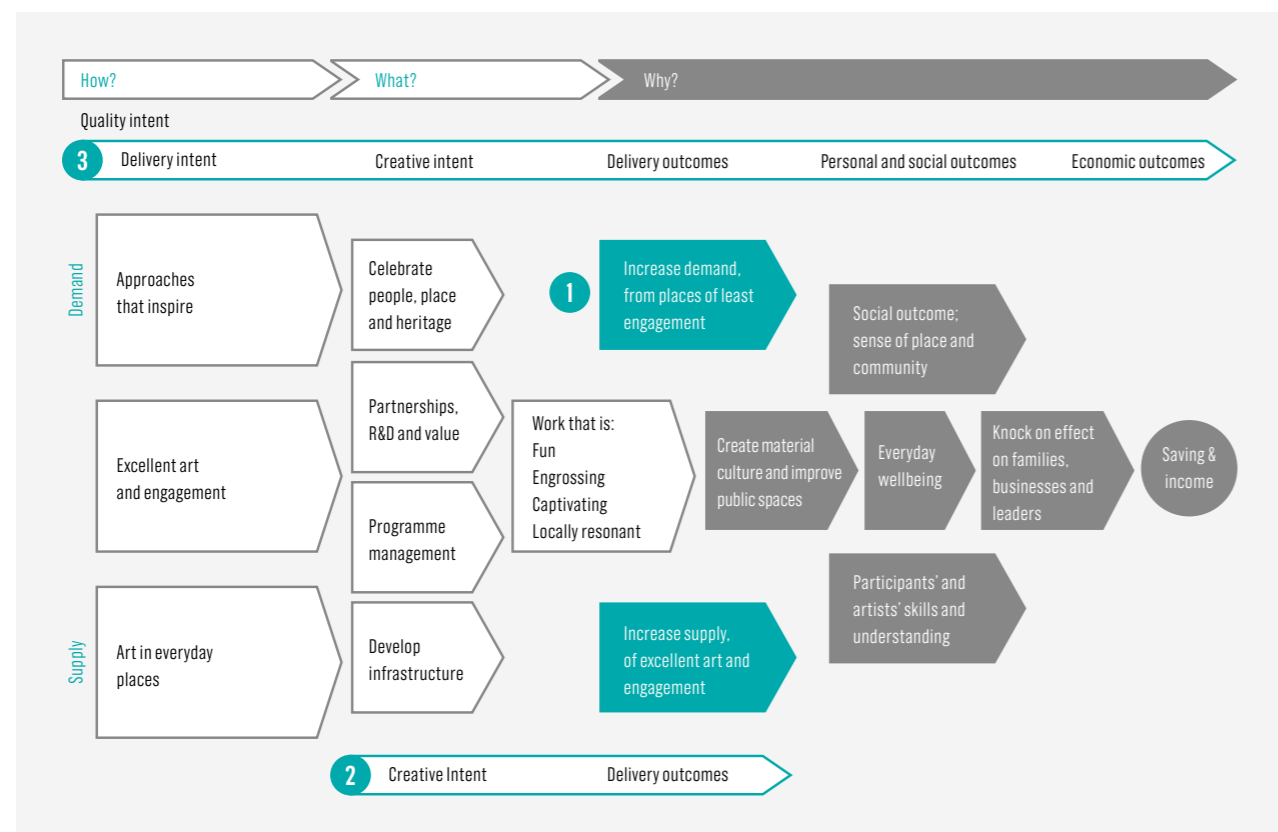 How?
What?
Why?
Quality intent
3
Delivery intent
Creative intent
Delivery outcomes
Personal and social outcomes
Economic outcomes
Demand
Approaches
that inspire
Celebrate
people, place
and heritage
1
Increase demand,
from places of least
engagement
Social outcome;
sense of place and
community
Excellent art
and engagement
Partnerships,
R&D and value
Programme
management
Work that is:
Fun
Engrossing
Captivating
Locally resonant
Create material
culture and improve
public spaces
Everyday
wellbeing
Knock on effect
on families,
businesses and
leaders
Saving &
income
Supply
Art in everyday
places
Develop
infrastructure
Increase supply,
of excellent art and
engagement
Participants’ and
artists’ skills and
understanding
2
Creative Intent
Delivery outcomes